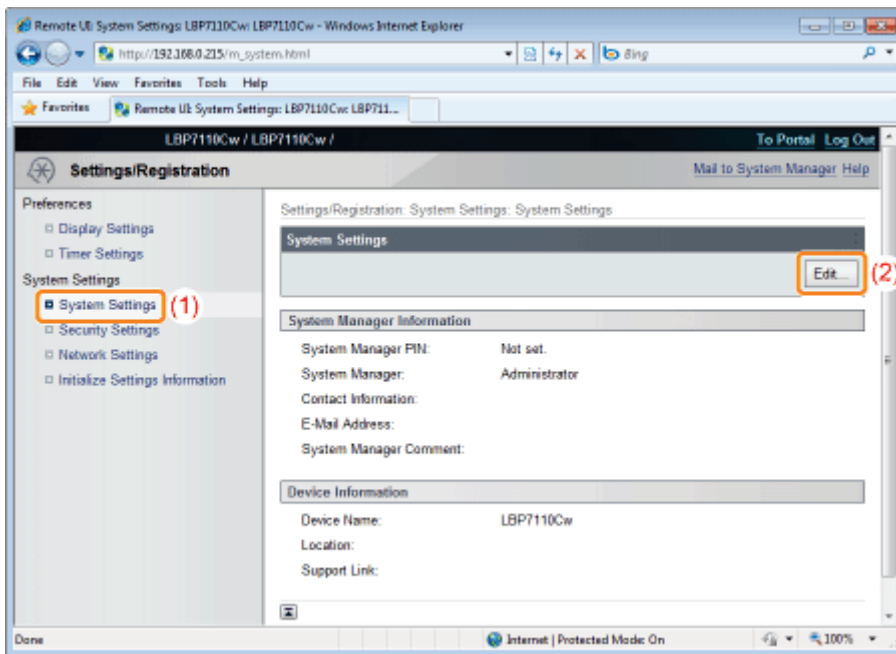 Remote UI: System Settings: LBP7110Cw: LBP7110Cw - Windows Internet Explorer
http://192.168.0.215/m_system.html
Bing
File Edit View Favorites Tools Help
Favorites
Remote UI: System Settings: LBP7110Cw: LBP711...
LBP7110Cw / LBP7110Cw /
To Portal Log Out
Settings/Registration
Mail to System Manager Help
Preferences
Display Settings
Timer Settings
System Settings
System Settings (1)
Security Settings
Network Settings
Initialize Settings Information
Settings/Registration: System Settings: System Settings
System Settings
Edit... (2)
System Manager Information
System Manager PIN: Not set.
System Manager: Administrator
Contact Information:
E-Mail Address:
System Manager Comment:
Device Information
Device Name: LBP7110Cw
Location:
Support Link:
Done
Internet | Protected Mode: On
100%